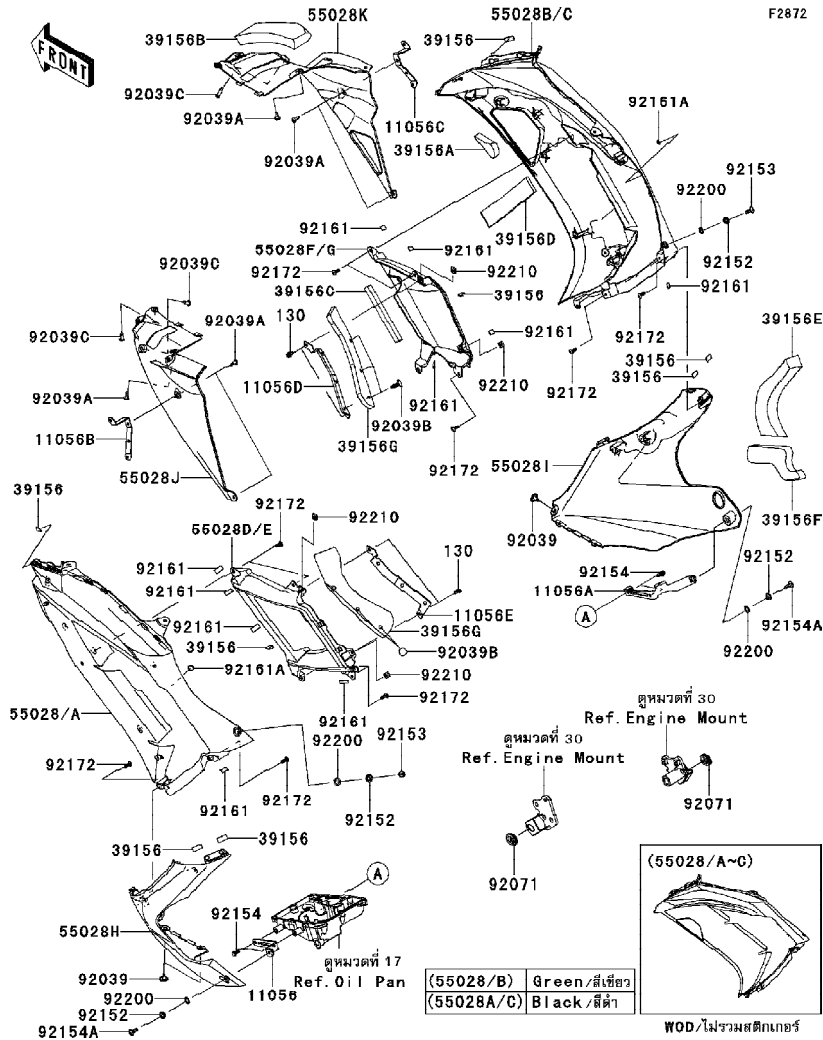 F2872
FRONT
55028K
39156B
92039C
92039A
92039A
11056C
55028B/C
39156
92161A
39156A
39156D
92153
92200
92152
92161
92161
55028F/G
92172
92161
92210
39156C
39156
130
92161
92210
92172
92172
39156
39156
39156E
92039C
92039A
92039C
92039A
11056B
55028J
11056D
92161
92039B
39156G
92172
55028I
39156F
92039
92154
11056A
A
92152
92154A
92200
39156
92172
55028D/E
92210
92161
92161
92161
39156
92161A
130
11056E
39156G
92039B
92210
92172
92161
55028/A
92200
92153
92172
92161
92172
92152
39156
39156
ดูหมวดที่ 30
Ref.Engine Mount
92071
ดูหมวดที่ 30
Ref.Engine Mount
92071
A
92154
55028H
92039
92200
92152
92154A
11056
ดูหมวดที่ 17
Ref.Oil Pan
(55028/B) Green/สีเขียว
(55028A/C) Black/สีดำ
(55028/A~C)
WOD/ไม่รวมสติกเกอร์